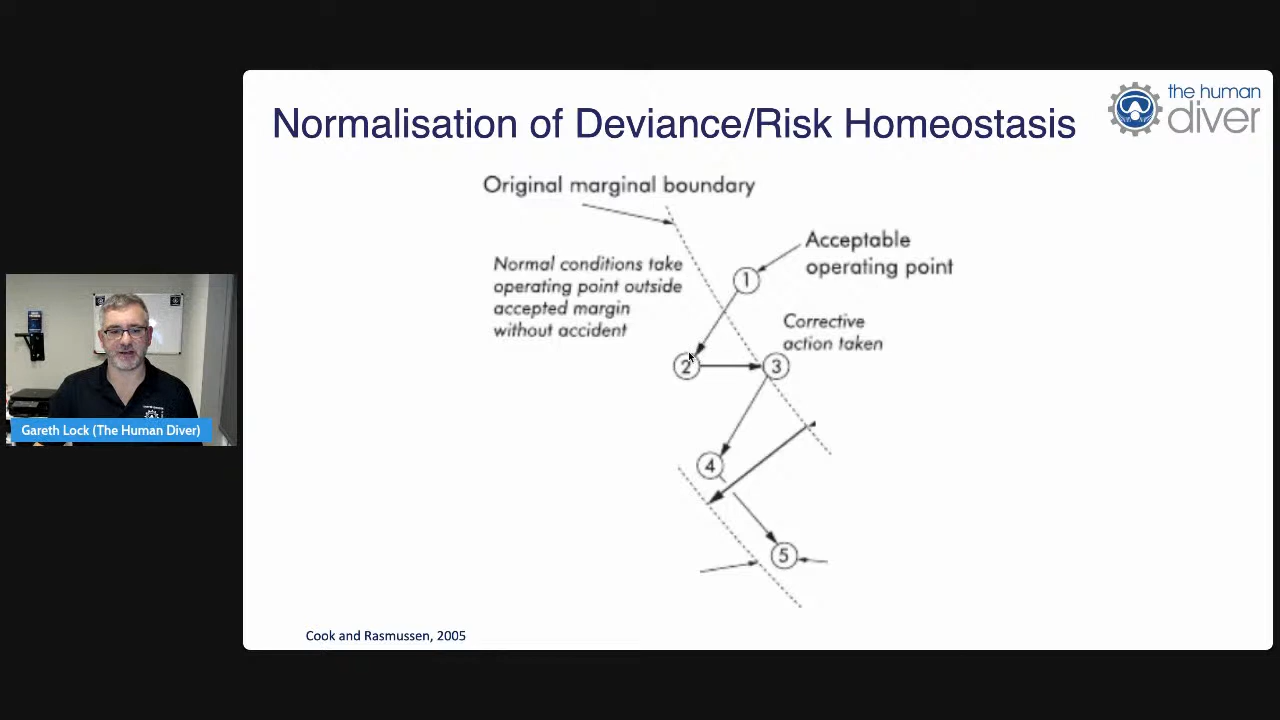 Normalisation of Deviance/Risk Homeostasis
the human
diver
Original marginal boundary
Acceptable
operating point
Normal conditions take
operating point outside
accepted margin
without accident
1
Corrective
action taken
2
3
4
5
Gareth Lock (The Human Diver)
Cook and Rasmussen, 2005